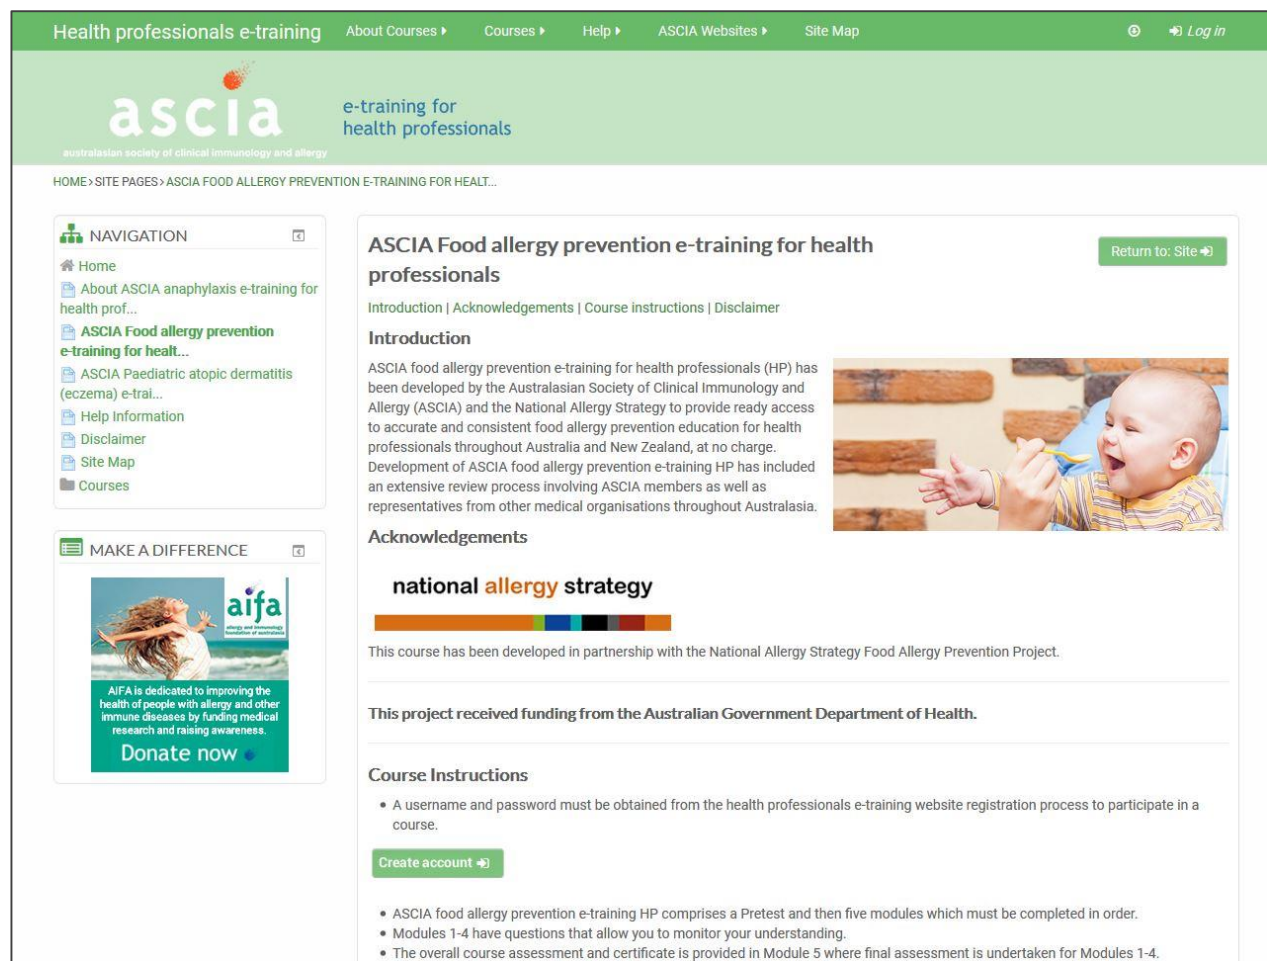 Health professionals e-training About Courses Courses Help ASCIA Websites Site Map Log in
ascia
australasian society of clinical immunology and allergy
e-training for
health professionals
HOME > SITE PAGES > ASCIA FOOD ALLERGY PREVENTION E-TRAINING FOR HEALT...
NAVIGATION
Home
About ASCIA anaphylaxis e-training for
health prof...
ASCIA Food allergy prevention
e-training for healt...
ASCIA Paediatric atopic dermatitis
(eczema) e-trai...
Help Information
Disclaimer
Site Map
Courses
MAKE A DIFFERENCE
aifa
allergy and immunology
foundation of australasia
AIFA is dedicated to improving the
health of people with allergy and other
immune diseases by funding medical
research and raising awareness.
Donate now
ASCIA Food allergy prevention e-training for health
professionals
Return to: Site
Introduction | Acknowledgements | Course instructions | Disclaimer
Introduction
ASCIA food allergy prevention e-training for health professionals (HP) has
been developed by the Australasian Society of Clinical Immunology and
Allergy (ASCIA) and the National Allergy Strategy to provide ready access
to accurate and consistent food allergy prevention education for health
professionals throughout Australia and New Zealand, at no charge.
Development of ASCIA food allergy prevention e-training HP has included
an extensive review process involving ASCIA members as well as
representatives from other medical organisations throughout Australasia.
Acknowledgements
national allergy strategy
This course has been developed in partnership with the National Allergy Strategy Food Allergy Prevention Project.
This project received funding from the Australian Government Department of Health.
Course Instructions
• A username and password must be obtained from the health professionals e-training website registration process to participate in a
course.
Create account
• ASCIA food allergy prevention e-training HP comprises a Pretest and then five modules which must be completed in order.
• Modules 1-4 have questions that allow you to monitor your understanding.
• The overall course assessment and certificate is provided in Module 5 where final assessment is undertaken for Modules 1-4.